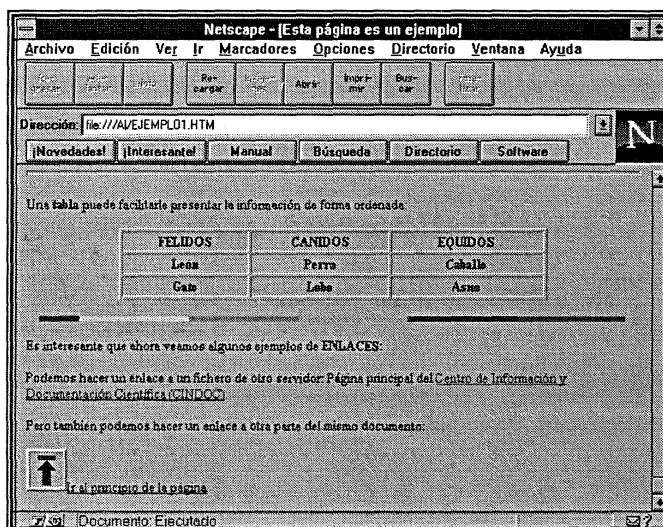 Netscape - [Esta página es un ejemplo]
Archivo Edición Ver Ir Marcadores Opciones Directorio Ventana Ayuda
Re-cargar Abrir Impri-mir Bus-car
Dirección: file:///A|/EJEMPLO1.HTM
¡Novedades! ¡Interesante! Manual Búsqueda Directorio Software
N
Una tabla puede facilitarle presentar la información de forma ordenada.
FELIDOS CANIDOS EQUIDOS
Leon Perro Caballo
Gato Lobo Asno
Es interesante que ahora veamos algunos ejemplos de ENLACES:
Podemos hacer un enlace a un fichero de otro servidor: Página principal del Centro de Información y
Documentación Científica (CINDOC)
Pero tambien podemos hacer un enlace a otra parte del mismo documento:
Ir al principio de la página
Documento: Ejecutado